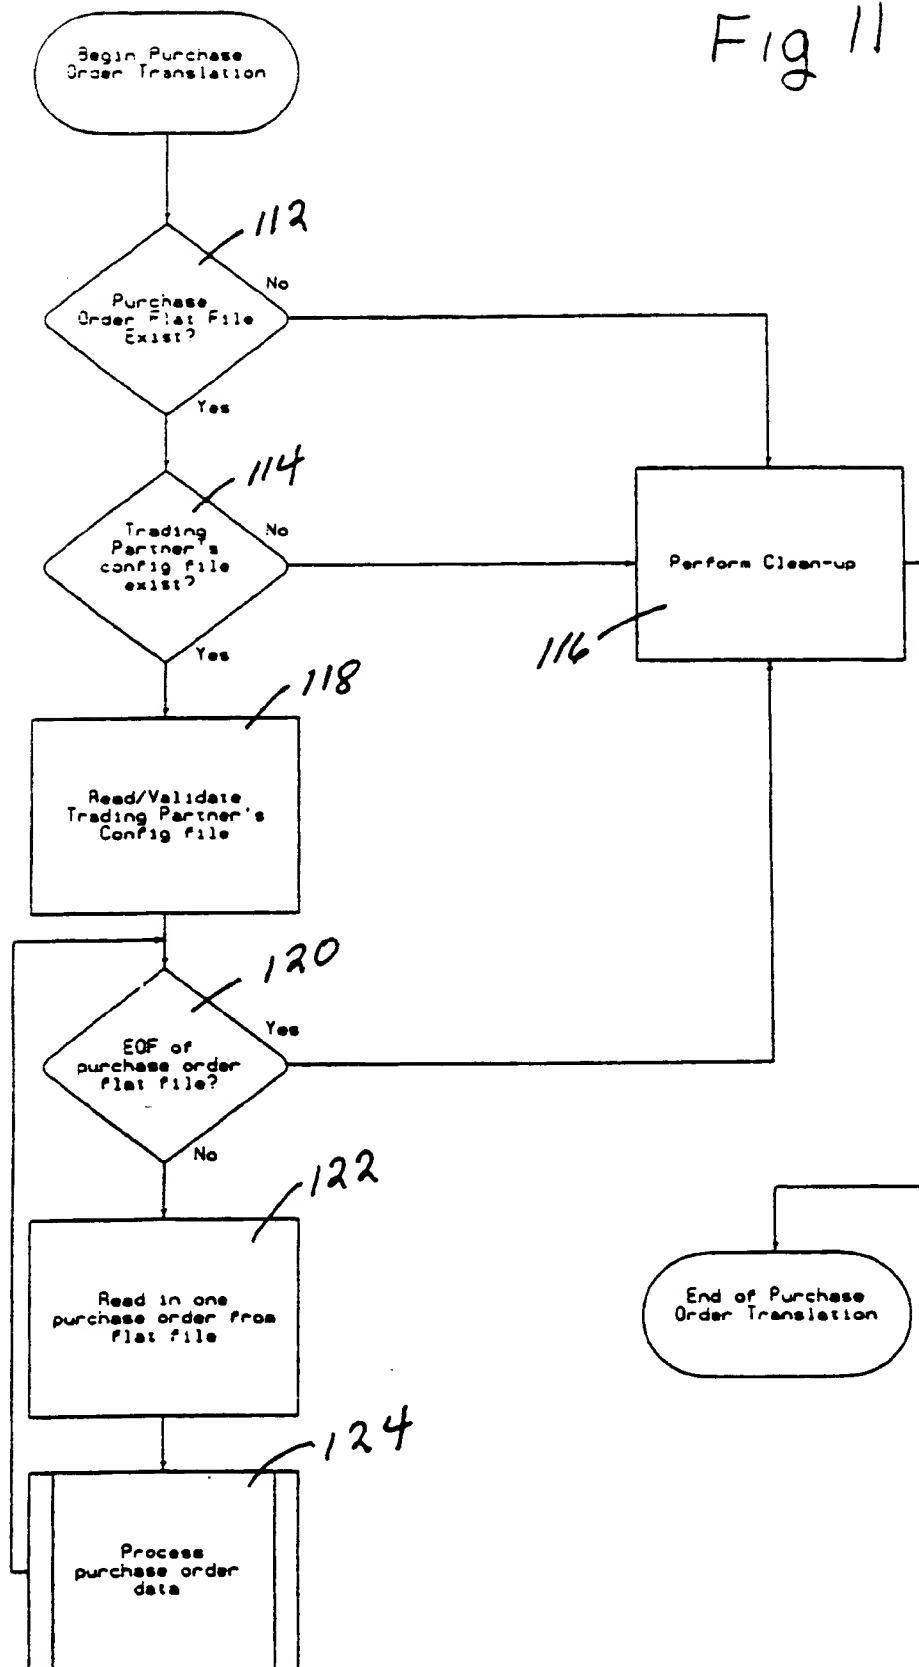 Fig 11
Begin Purchase
Order Translation
112
No
Purchase
Order Flat File
Exist?
Yes
114
No
Trading
Partner's
config file
exist?
Yes
Perform Clean-up
116
118
Read/Validate
Trading Partner's
Config file
120
Yes
EOF of
purchase order
flat file?
No
122
Read in one
purchase order from
flat file
End of Purchase
Order Translation
124
Process
purchase order
data